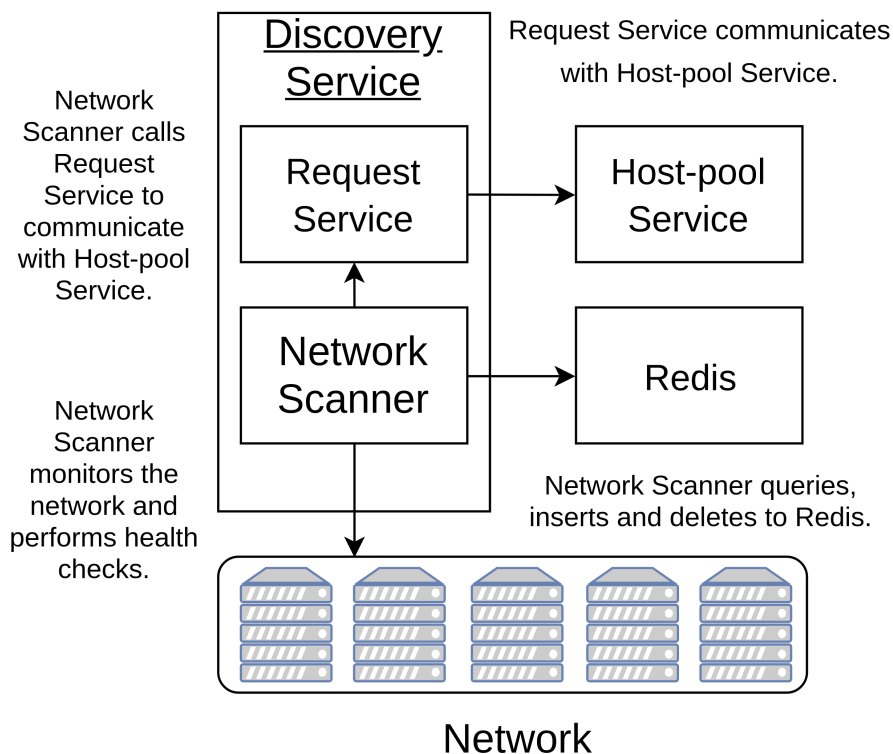 Discovery
Service
Request Service communicates
with Host-pool Service.
Network
Scanner calls
Request
Service to
communicate
with Host-pool
Service.
Request
Service
Host-pool
Service
Network
Scanner
Redis
Network
Scanner
monitors the
network and
performs health
checks.
Network Scanner queries,
inserts and deletes to Redis.
Network